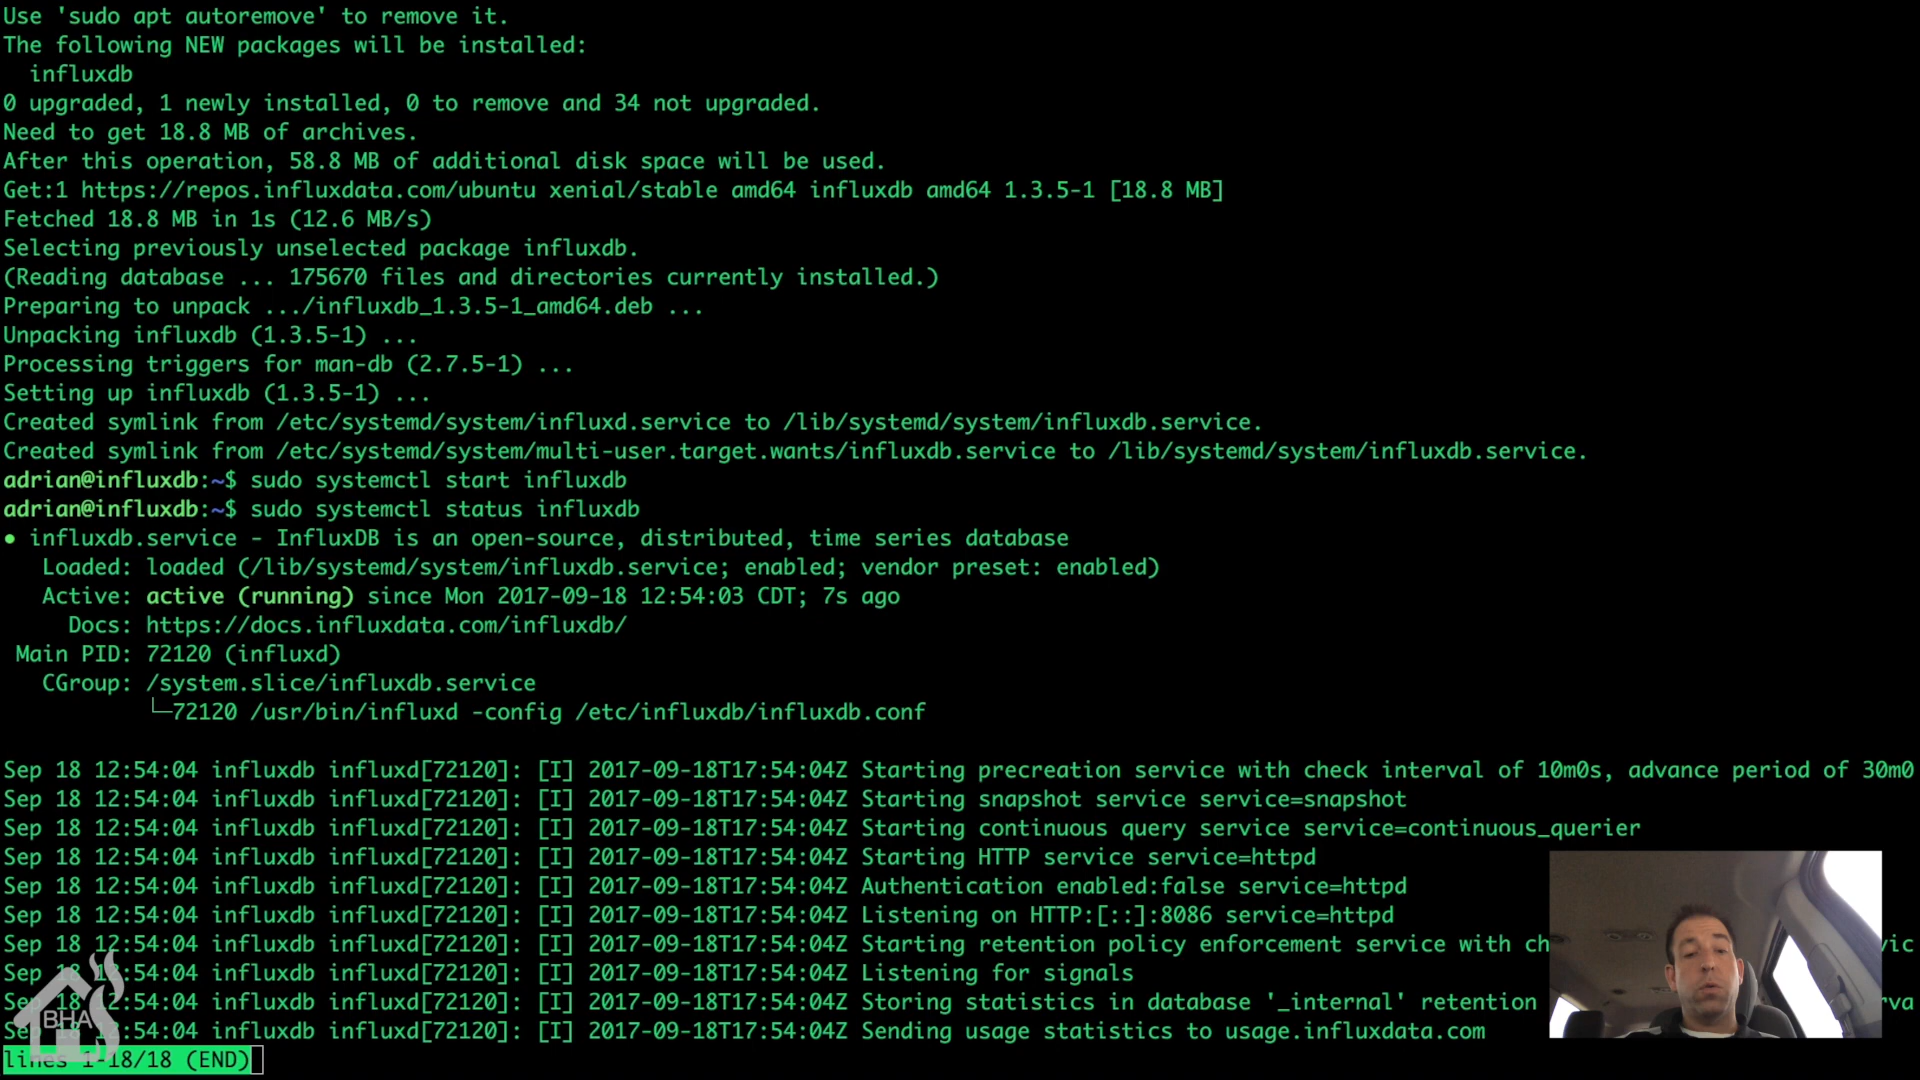 Use 'sudo apt autoremove' to remove it.
The following NEW packages will be installed:
  influxdb
0 upgraded, 1 newly installed, 0 to remove and 34 not upgraded.
Need to get 18.8 MB of archives.
After this operation, 58.8 MB of additional disk space will be used.
Get:1 https://repos.influxdata.com/ubuntu xenial/stable amd64 influxdb amd64 1.3.5-1 [18.8 MB]
Fetched 18.8 MB in 1s (12.6 MB/s)
Selecting previously unselected package influxdb.
(Reading database ... 175670 files and directories currently installed.)
Preparing to unpack .../influxdb_1.3.5-1_amd64.deb ...
Unpacking influxdb (1.3.5-1) ...
Processing triggers for man-db (2.7.5-1) ...
Setting up influxdb (1.3.5-1) ...
Created symlink from /etc/systemd/system/influxd.service to /lib/systemd/system/influxdb.service.
Created symlink from /etc/systemd/system/multi-user.target.wants/influxdb.service to /lib/systemd/system/influxdb.service.
adrian@influxdb:~$ sudo systemctl start influxdb
adrian@influxdb:~$ sudo systemctl status influxdb
● influxdb.service - InfluxDB is an open-source, distributed, time series database
   Loaded: loaded (/lib/systemd/system/influxdb.service; enabled; vendor preset: enabled)
   Active: active (running) since Mon 2017-09-18 12:54:03 CDT; 7s ago
     Docs: https://docs.influxdata.com/influxdb/
 Main PID: 72120 (influxd)
   CGroup: /system.slice/influxdb.service
           └─72120 /usr/bin/influxd -config /etc/influxdb/influxdb.conf
Sep 18 12:54:04 influxdb influxd[72120]: [I] 2017-09-18T17:54:04Z Starting precreation service with check interval of 10m0s, advance period of 30m0
Sep 18 12:54:04 influxdb influxd[72120]: [I] 2017-09-18T17:54:04Z Starting snapshot service service=snapshot
Sep 18 12:54:04 influxdb influxd[72120]: [I] 2017-09-18T17:54:04Z Starting continuous query service service=continuous_querier
Sep 18 12:54:04 influxdb influxd[72120]: [I] 2017-09-18T17:54:04Z Starting HTTP service service=httpd
Sep 18 12:54:04 influxdb influxd[72120]: [I] 2017-09-18T17:54:04Z Authentication enabled:false service=httpd
Sep 18 12:54:04 influxdb influxd[72120]: [I] 2017-09-18T17:54:04Z Listening on HTTP:[::]:8086 service=httpd
Sep 18 12:54:04 influxdb influxd[72120]: [I] 2017-09-18T17:54:04Z Starting retention policy enforcement service with ch vic
Sep 18 12:54:04 influxdb influxd[72120]: [I] 2017-09-18T17:54:04Z Listening for signals
Sep 18 12:54:04 influxdb influxd[72120]: [I] 2017-09-18T17:54:04Z Storing statistics in database '_internal' retention rva
Sep 18 12:54:04 influxdb influxd[72120]: [I] 2017-09-18T17:54:04Z Sending usage statistics to usage.influxdata.com
BHA
lines 1-18/18 (END)